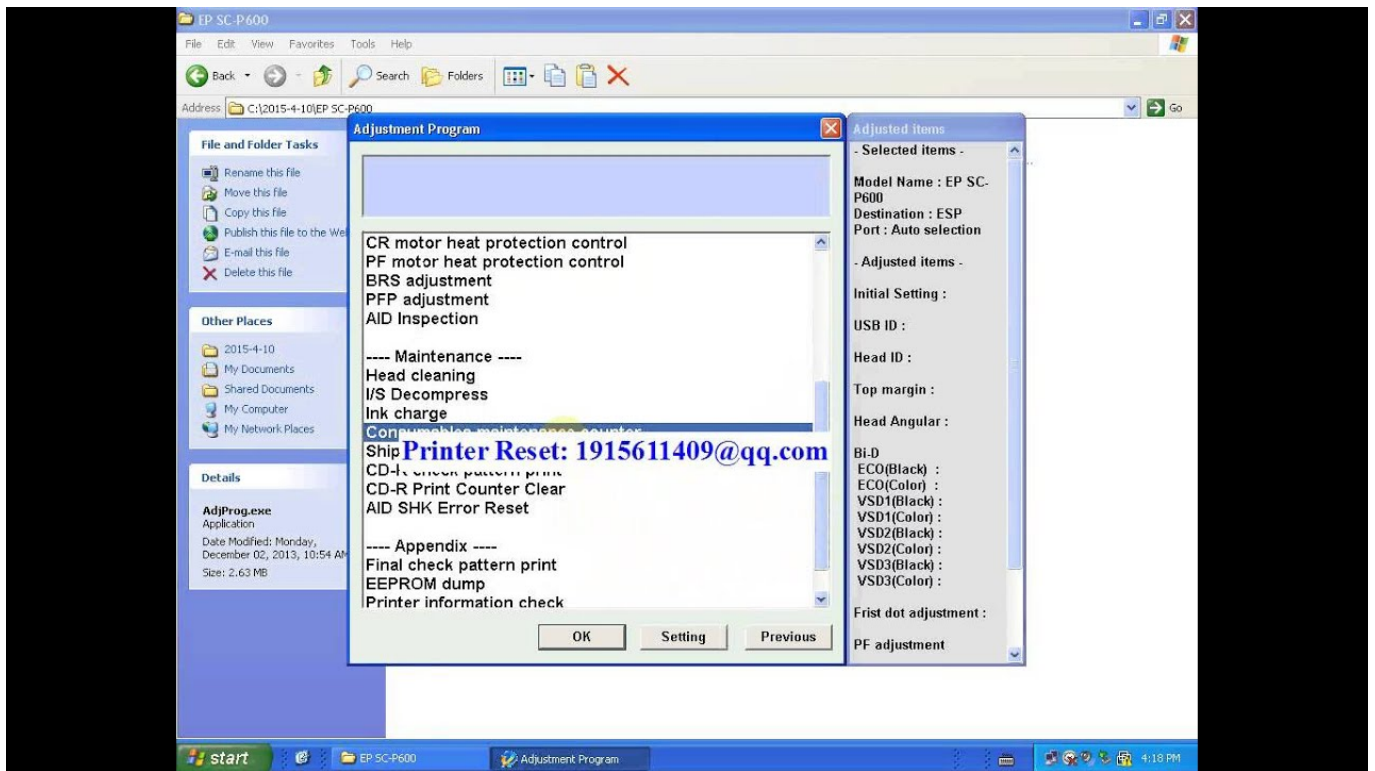 EP SC-P600
File Edit View Favorites Tools Help
Back Search Folders
Address C:\2015-4-10\EP SC-P600 Go
File and Folder Tasks
Rename this file
Move this file
Copy this file
Publish this file to the We
E-mail this file
Delete this file
Other Places
2015-4-10
My Documents
Shared Documents
My Computer
My Network Places
Details
AdjProg.exe
Application
Date Modified: Monday,
December 02, 2013, 10:54 AM
Size: 2.63 MB
Adjustment Program
CR motor heat protection control
PF motor heat protection control
BRS adjustment
PFP adjustment
AID Inspection
---- Maintenance ----
Head cleaning
I/S Decompress
Ink charge
Consumables maintenance counter
Ship
Printer Reset: 1915611409@qq.com
CD-R check pattern print
CD-R Print Counter Clear
AID SHK Error Reset
---- Appendix ----
Final check pattern print
EEPROM dump
Printer information check
OK Setting Previous
Adjusted items
- Selected items -
Model Name : EP SC-
P600
Destination : ESP
Port : Auto selection
- Adjusted items -
Initial Setting :
USB ID :
Head ID :
Top margin :
Head Angular :
Bi-D
ECO(Black) :
ECO(Color) :
VSD1(Black) :
VSD1(Color) :
VSD2(Black) :
VSD2(Color) :
VSD3(Black) :
VSD3(Color) :
Frist dot adjustment :
PF adjustment
start EP SC-P600 Adjustment Program 4:18 PM